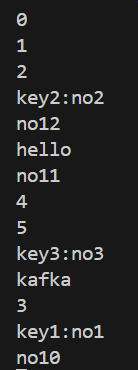 0
1
2
key2:no2
no12
hello
no11
4
5
key3:no3
kafka
3
key1:no1
no10